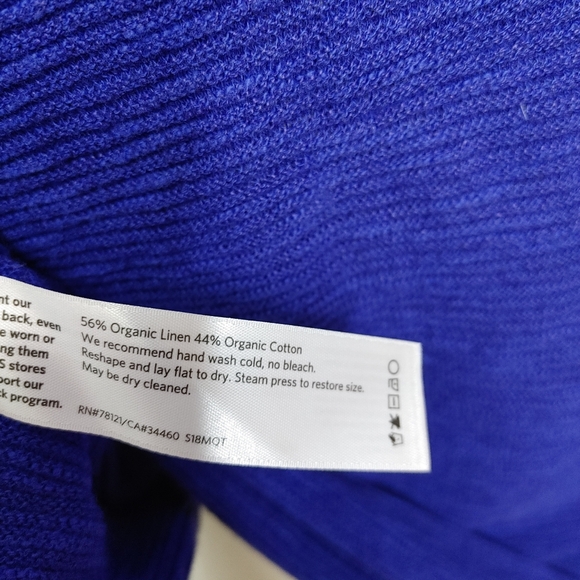 nt our
back, even
e worn or
ng them
S stores
port our
k program.
56% Organic Linen 44% Organic Cotton
We recommend hand wash cold, no bleach.
Reshape and lay flat to dry. Steam press to restore size.
May be dry cleaned.
RN#78121/CA#34460 S18MQT